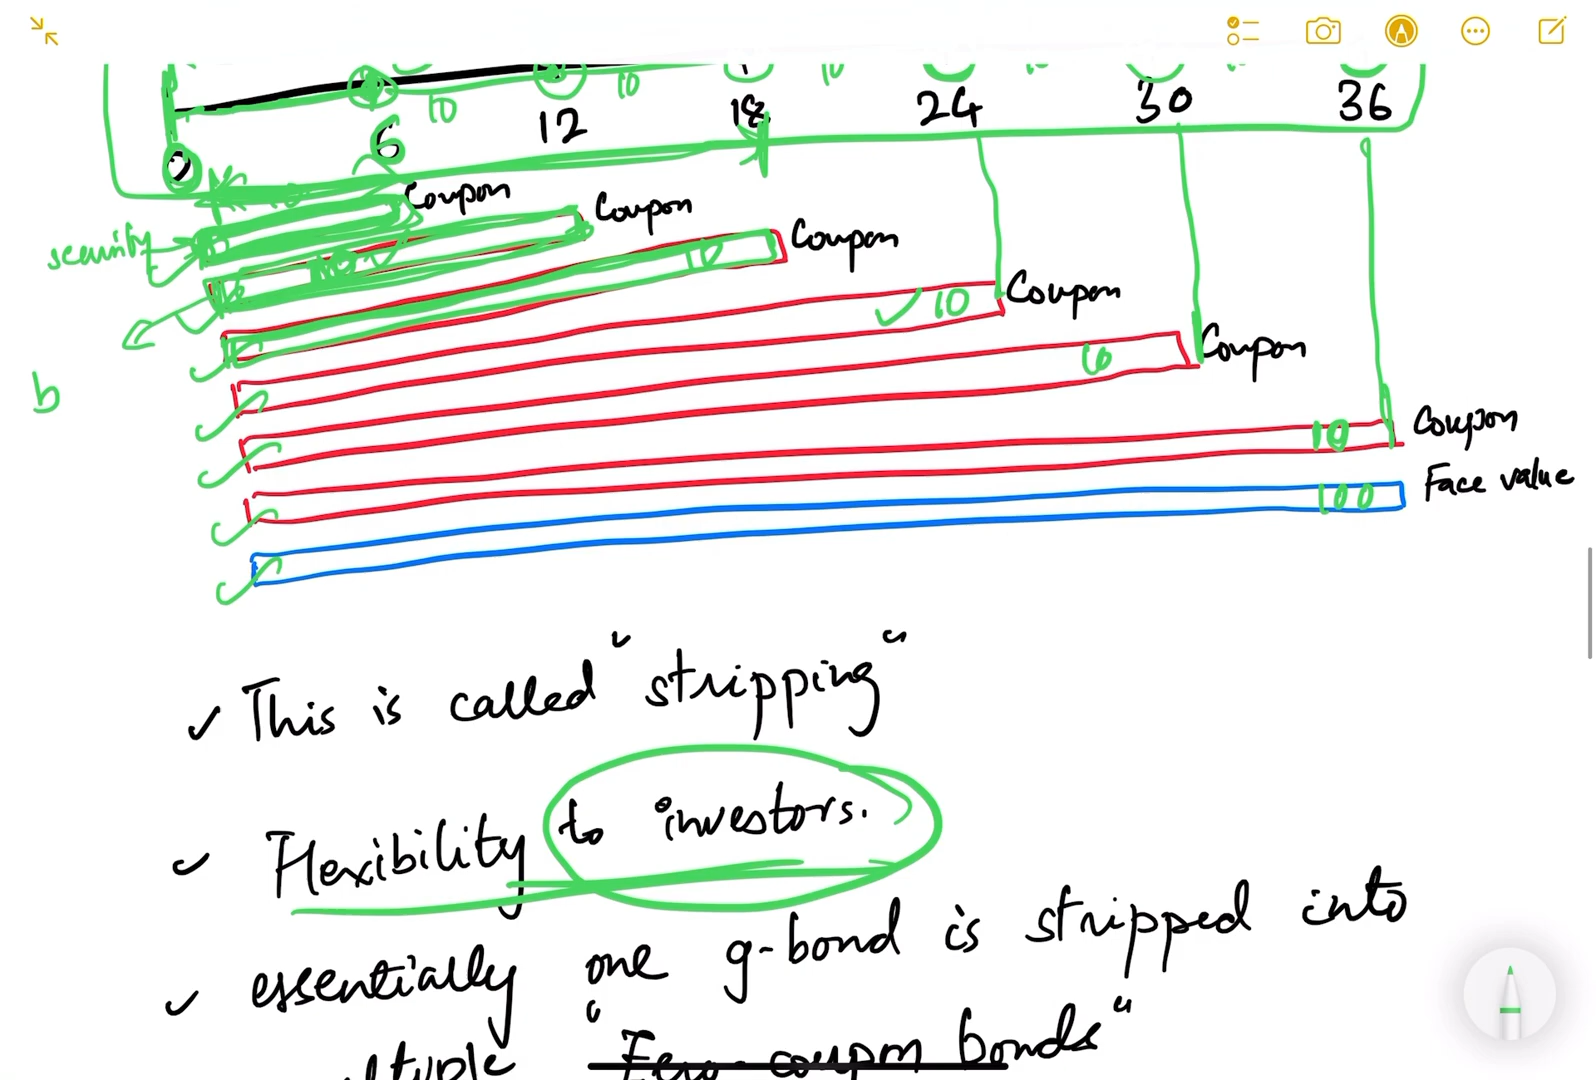 10 10 10
0 6 12 18 24 30 36
Coupon
security
Coupon
10 Coupon
10 Coupon
10 Coupon
b
10 Coupon
100 Face value
✓ This is called "stripping"
✓ Flexibility to investors.
✓ essentially one g-bond is stripped into
"Zero-coupon bonds"